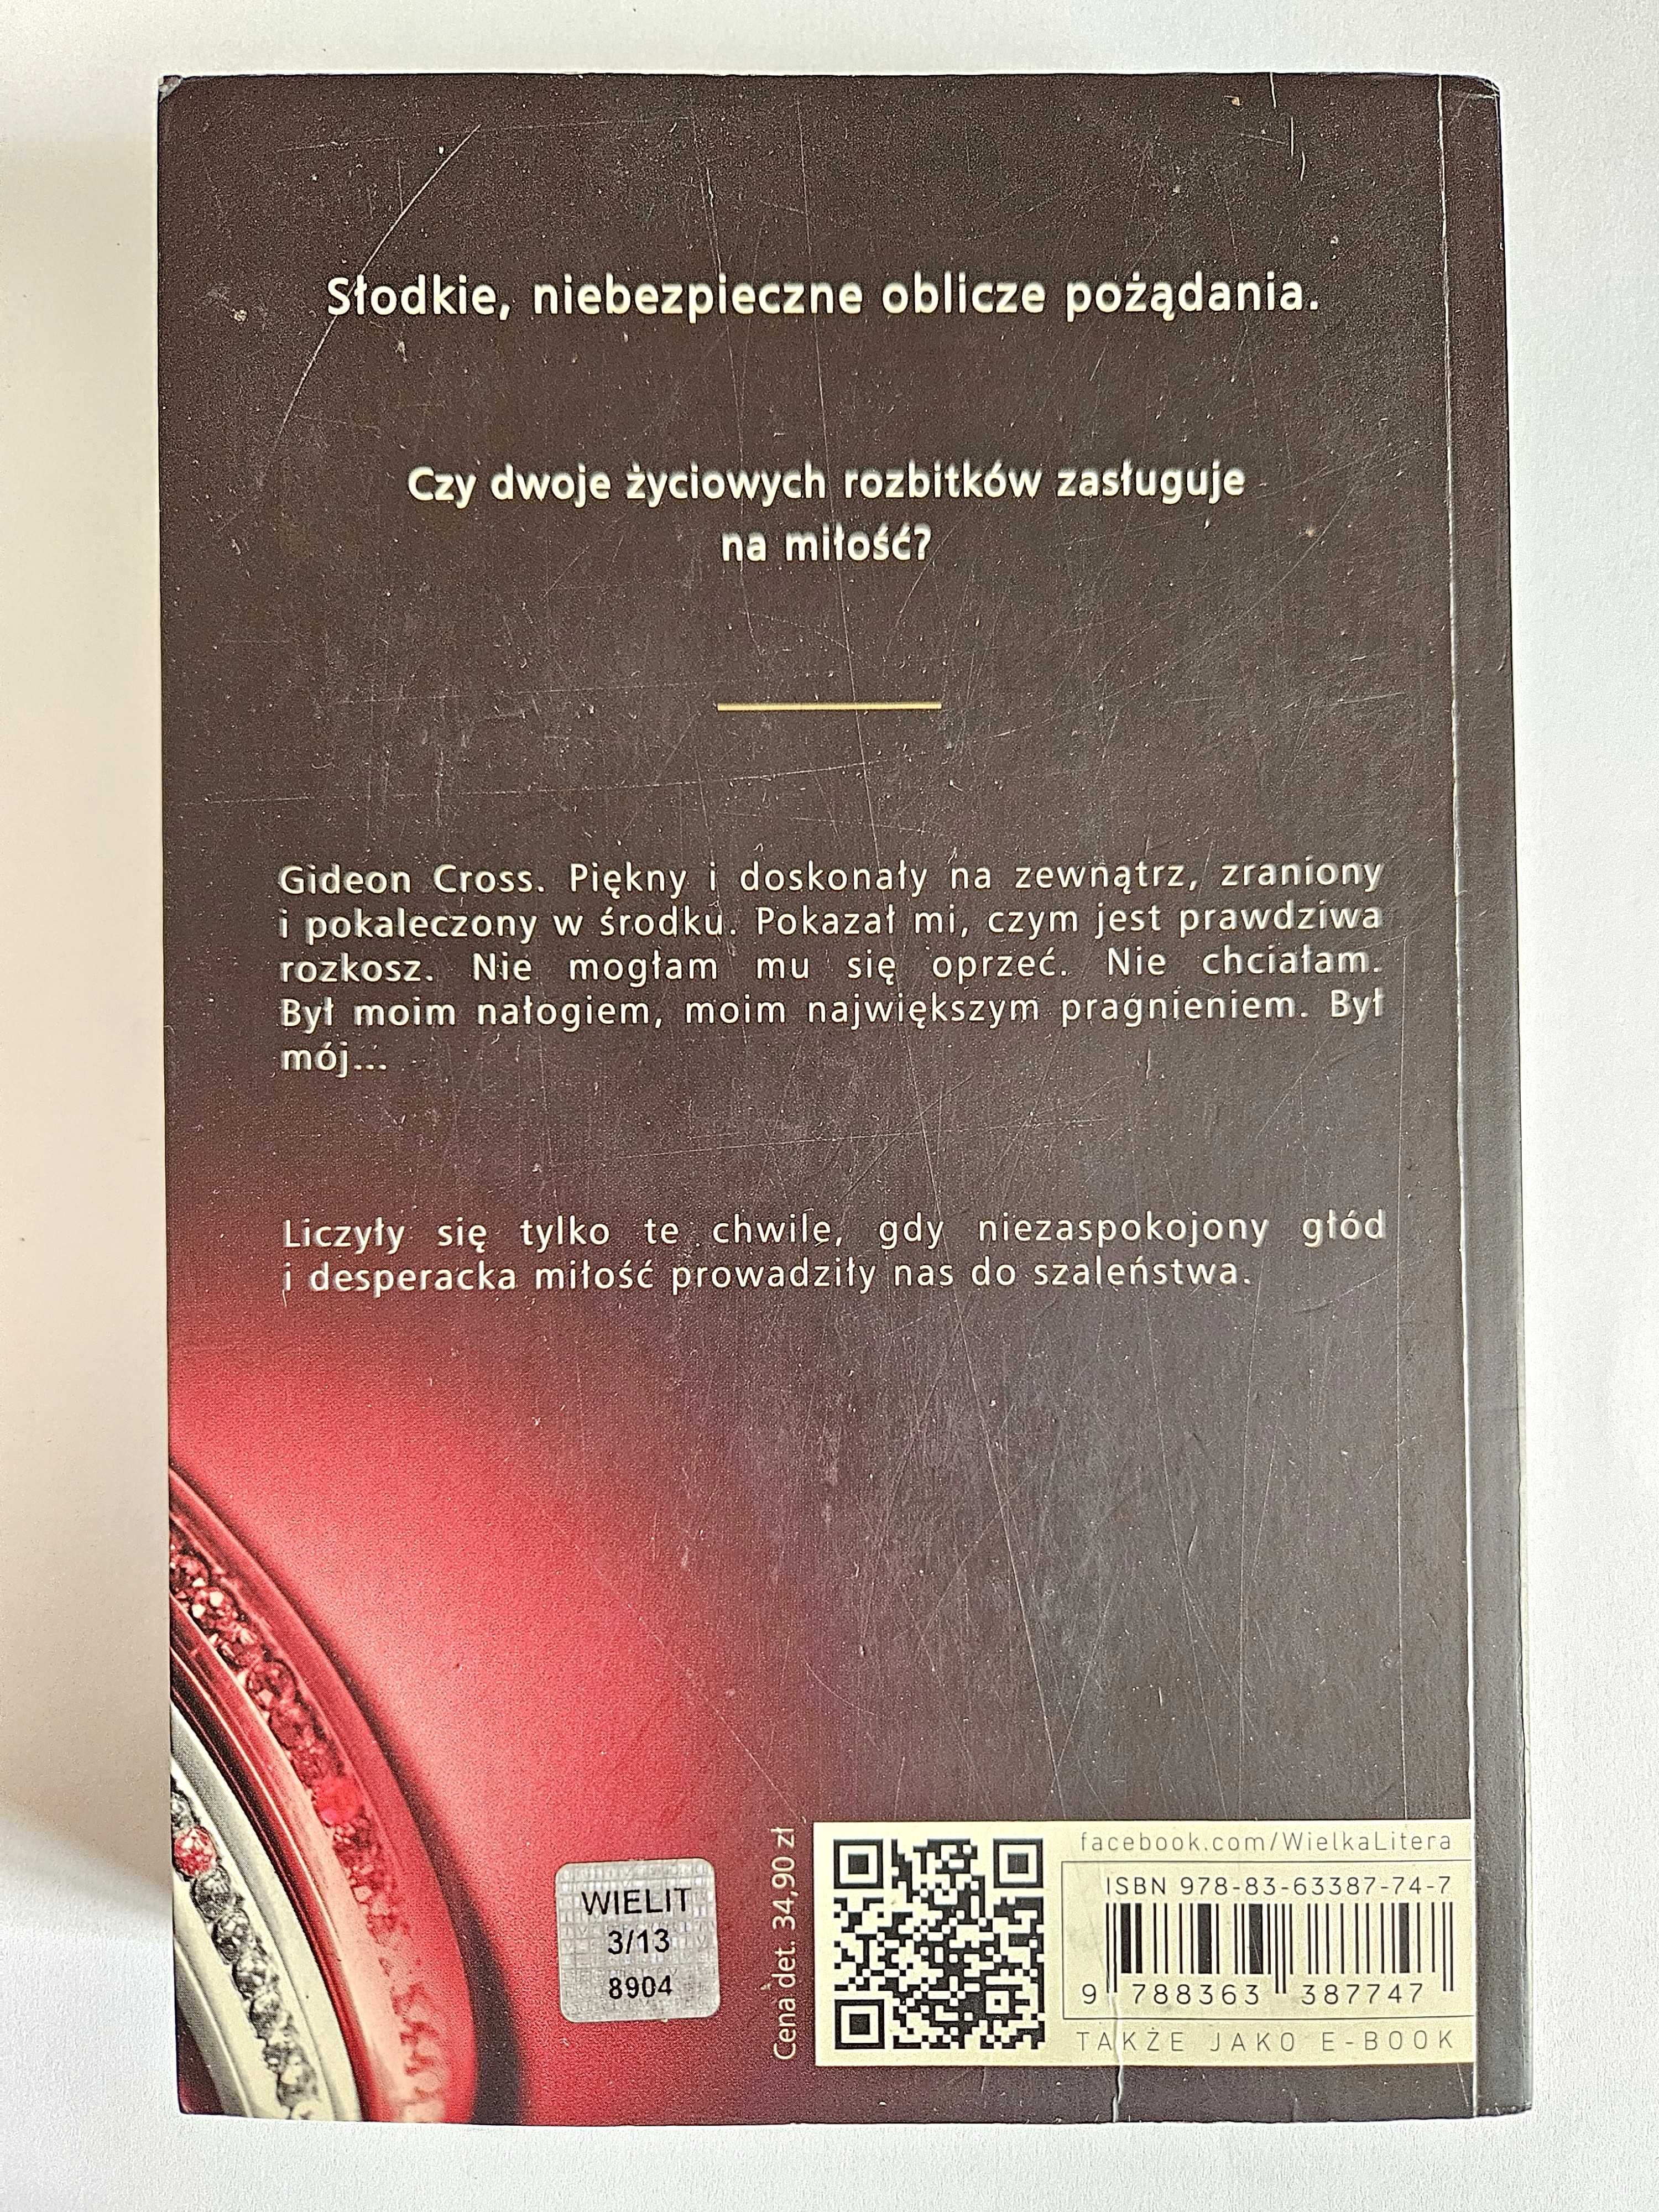 Słodkie, niebezpieczne oblicze pożądania.
Czy dwoje życiowych rozbitków zasługuje
na miłość?
Gideon Cross. Piękny i doskonały na zewnątrz, zraniony
i pokaleczony w środku. Pokazał mi, czym jest prawdziwa
rozkosz. Nie mogłam mu się oprzeć. Nie chciałam.
Był moim nałogiem, moim największym pragnieniem. Był
mój...
Liczyły się tylko te chwile, gdy niezaspokojony głód
i desperacka miłość prowadziły nas do szaleństwa.
WIELIT
3/13
8904
Cena det. 34,90 zł
facebook.com/WielkaLitera
ISBN 978-83-63387-74-7
9 788363 387747
TAKŻE JAKO E-BOOK